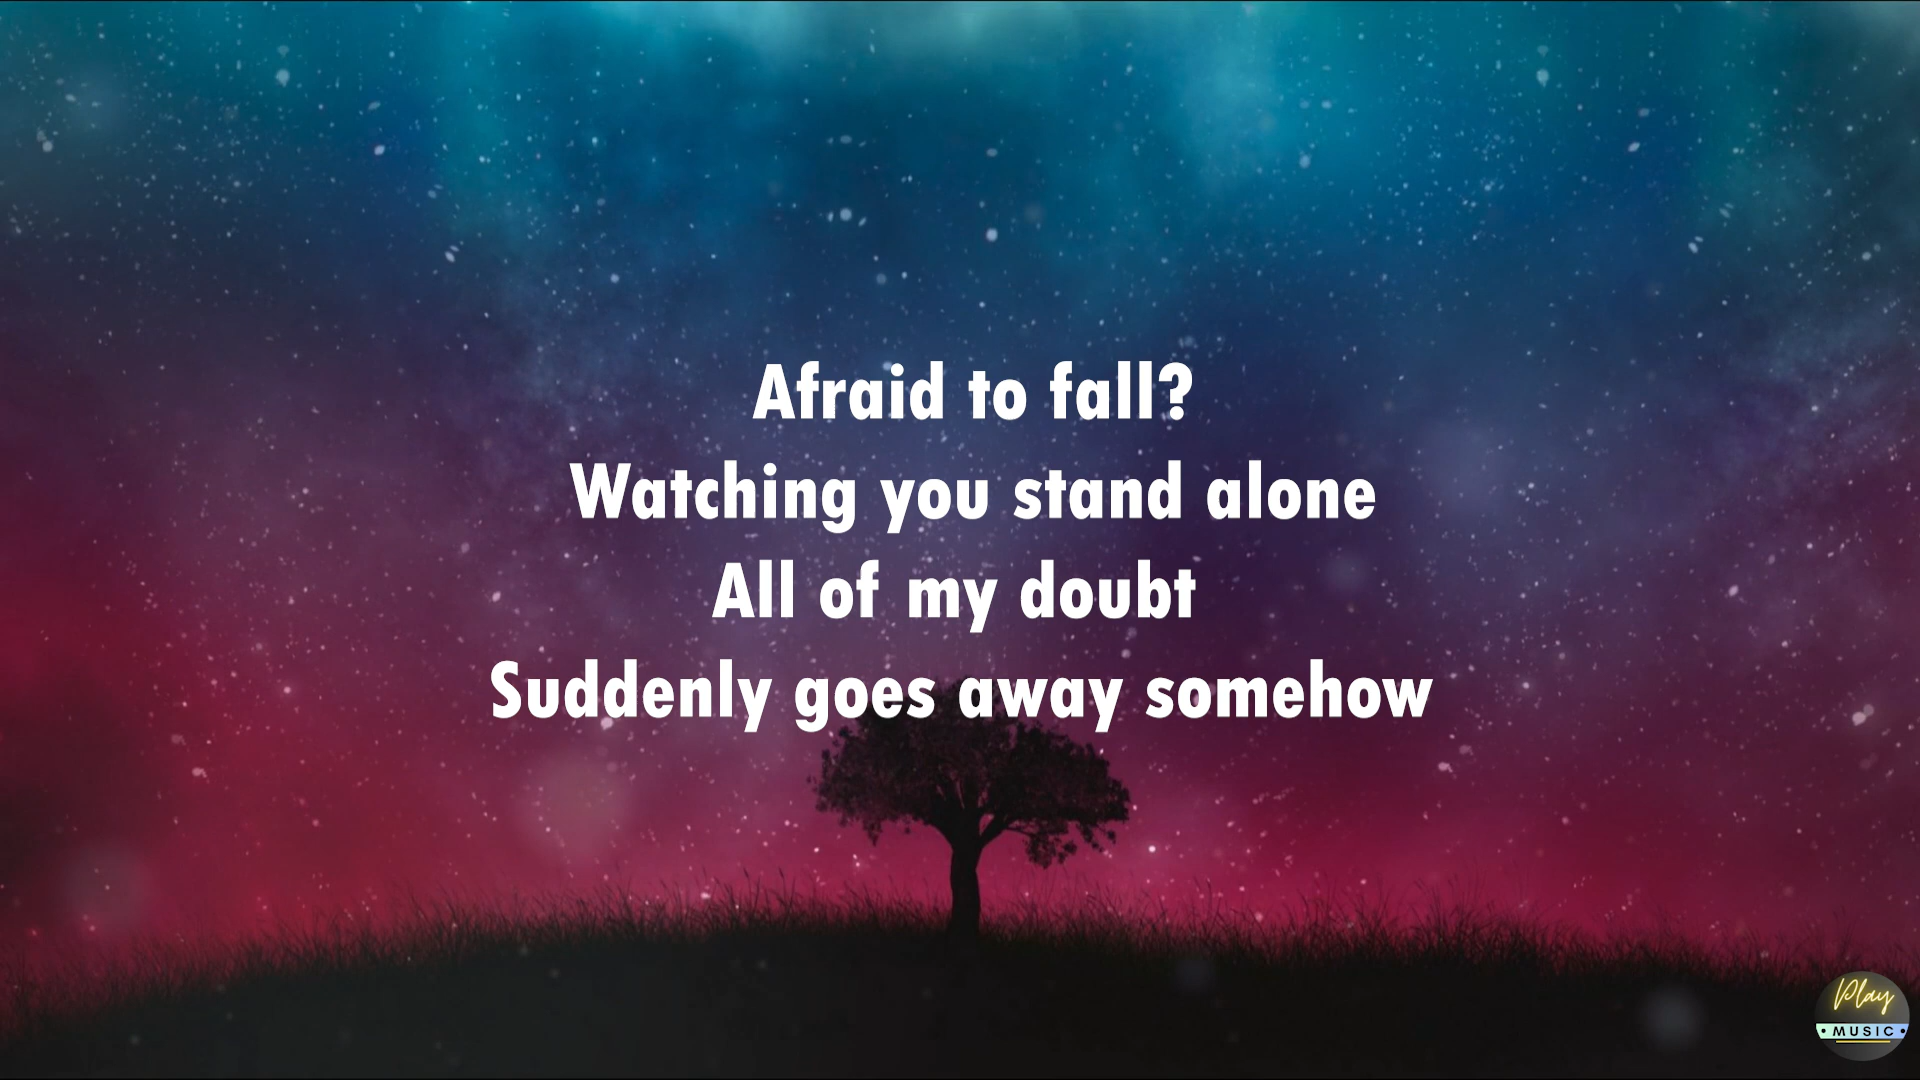 Afraid to fall?
Watching you stand alone
All of my doubt
Suddenly goes away somehow
Play
• MUSIC •